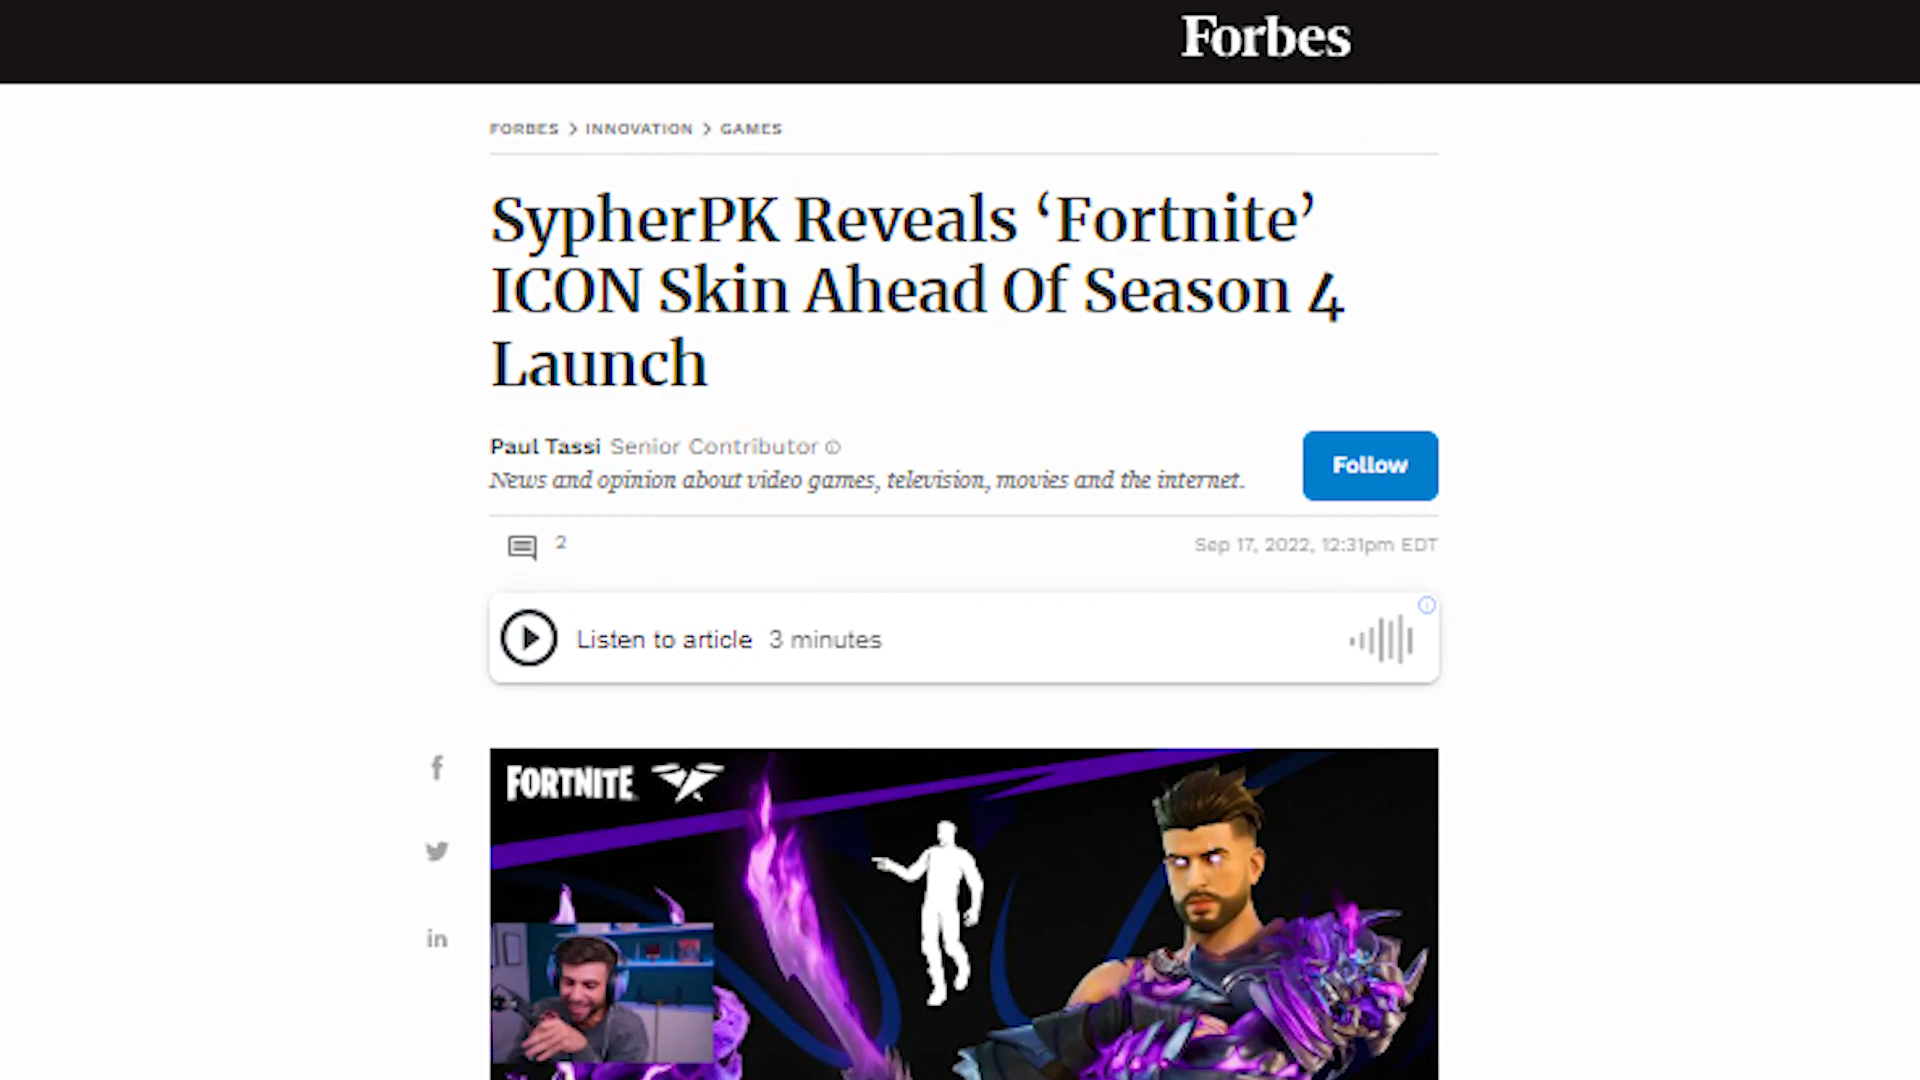 Forbes
FORBES > INNOVATION > GAMES
SypherPK Reveals ‘Fortnite’
ICON Skin Ahead Of Season 4
Launch
Paul Tassi Senior Contributor
News and opinion about video games, television, movies and the internet.
Follow
2
Sep 17, 2022, 12:31pm EDT
Listen to article 3 minutes
f
in
FORTNITE